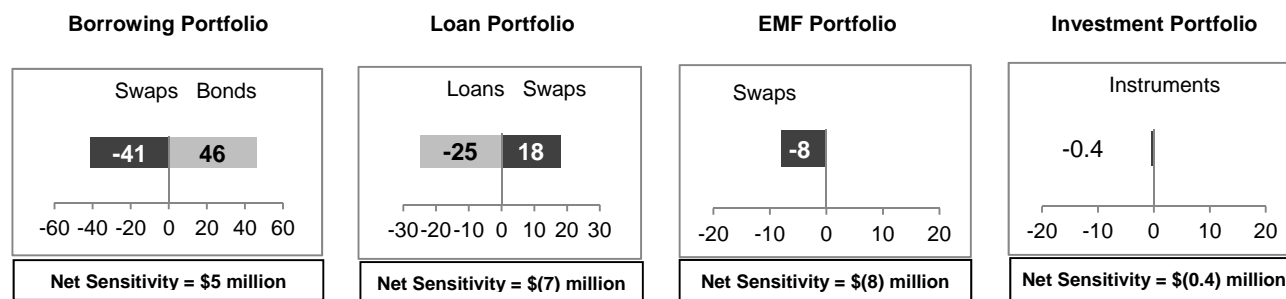 Borrowing Portfolio
Swaps Bonds
-41 46
-60 -40 -20 0 20 40 60
Net Sensitivity = $5 million
Loan Portfolio
Loans Swaps
-25 18
-30 -20 -10 0 10 20 30
Net Sensitivity = $(7) million
EMF Portfolio
Swaps
-8
-20 -10 0 10 20
Net Sensitivity = $(8) million
Investment Portfolio
Instruments
-0.4
-20 -10 0 10 20
Net Sensitivity = $(0.4) million